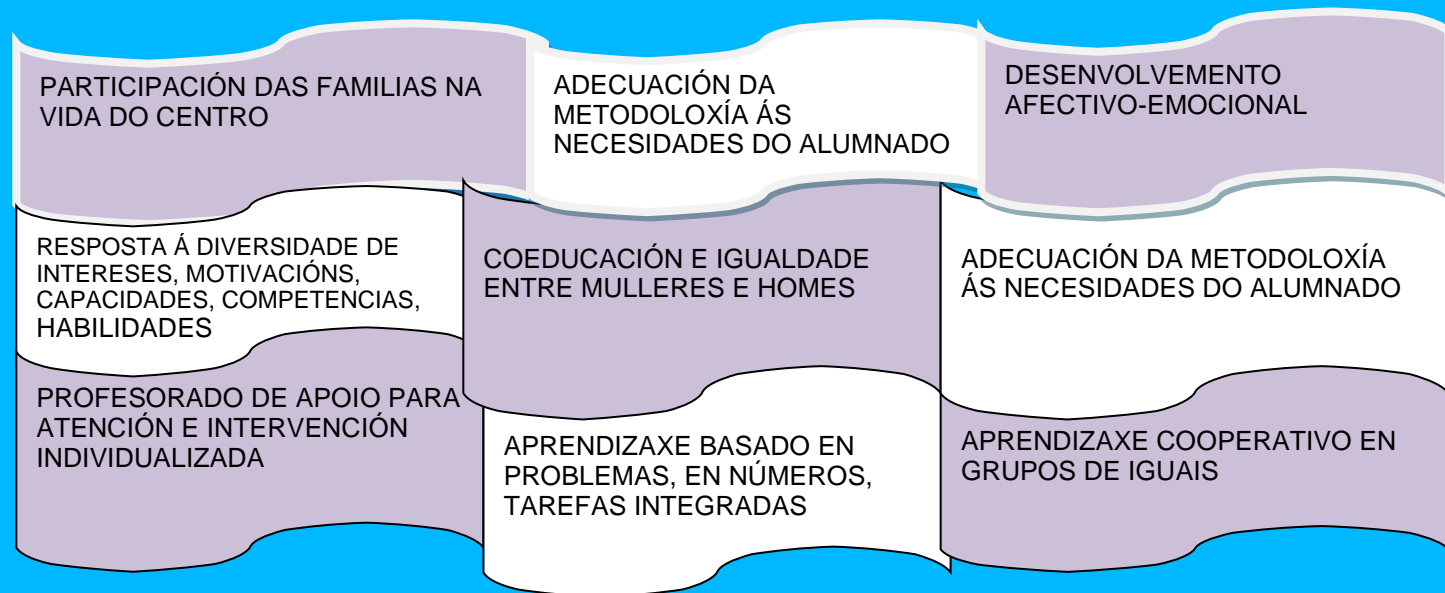 PARTICIPACIÓN DAS FAMILIAS NA
VIDA DO CENTRO
ADECUACIÓN DA
METODOLOXÍA ÁS
NECESIDADES DO ALUMNADO
DESENVOLVEMENTO
AFECTIVO-EMOCIONAL
RESPOSTA Á DIVERSIDADE DE
INTERESES, MOTIVACIÓNS,
CAPACIDADES, COMPETENCIAS,
HABILIDADES
COEDUCACIÓN E IGUALDADE
ENTRE MULLERES E HOMES
ADECUACIÓN DA METODOLOXÍA
ÁS NECESIDADES DO ALUMNADO
PROFESORADO DE APOIO PARA
ATENCIÓN E INTERVENCIÓN
INDIVIDUALIZADA
APRENDIZAXE BASADO EN
PROBLEMAS, EN NÚMEROS,
TAREFAS INTEGRADAS
APRENDIZAXE COOPERATIVO EN
GRUPOS DE IGUAIS